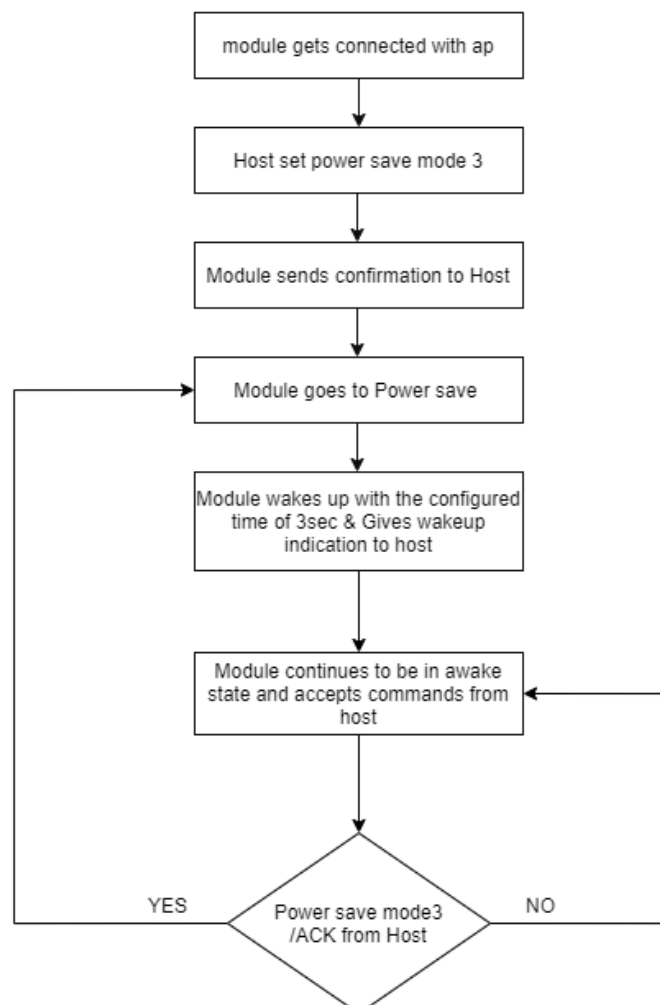 module gets connected with ap
Host set power save mode 3
Module sends confirmation to Host
Module goes to Power save
Module wakes up with the configured
time of 3sec & Gives wakeup
indication to host
Module continues to be in awake
state and accepts commands from
host
YES
Power save mode3
/ACK from Host
NO